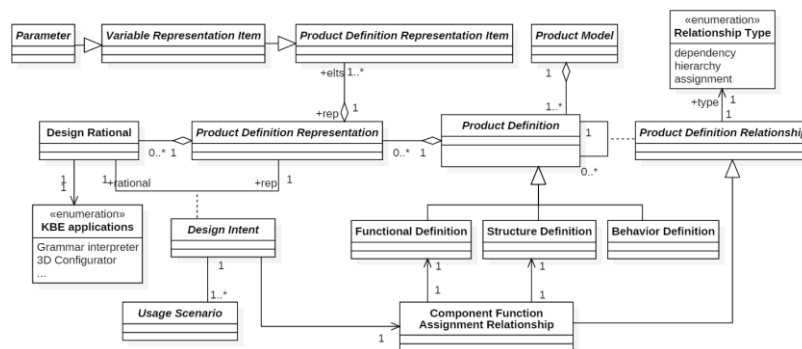 «enumeration»
Relationship Type
dependency
hierarchy
assignment
Parameter
Variable Representation Item
Product Definition Representation Item
Product Model
+elts
1..*
1
1..*
+type
1
1
+rep
1
Design Rational
Product Definition Representation
Product Definition
1
Product Definition Relationship
0..*
1
0..*
1
0..*
1
1
1
+rational
+rep
1
1
«enumeration»
KBE applications
Grammar interpreter
3D Configurator
...
Design Intent
Functional Definition
Structure Definition
Behavior Definition
1
1
1
1..*
1
1
Usage Scenario
Component Function
Assignment Relationship
1